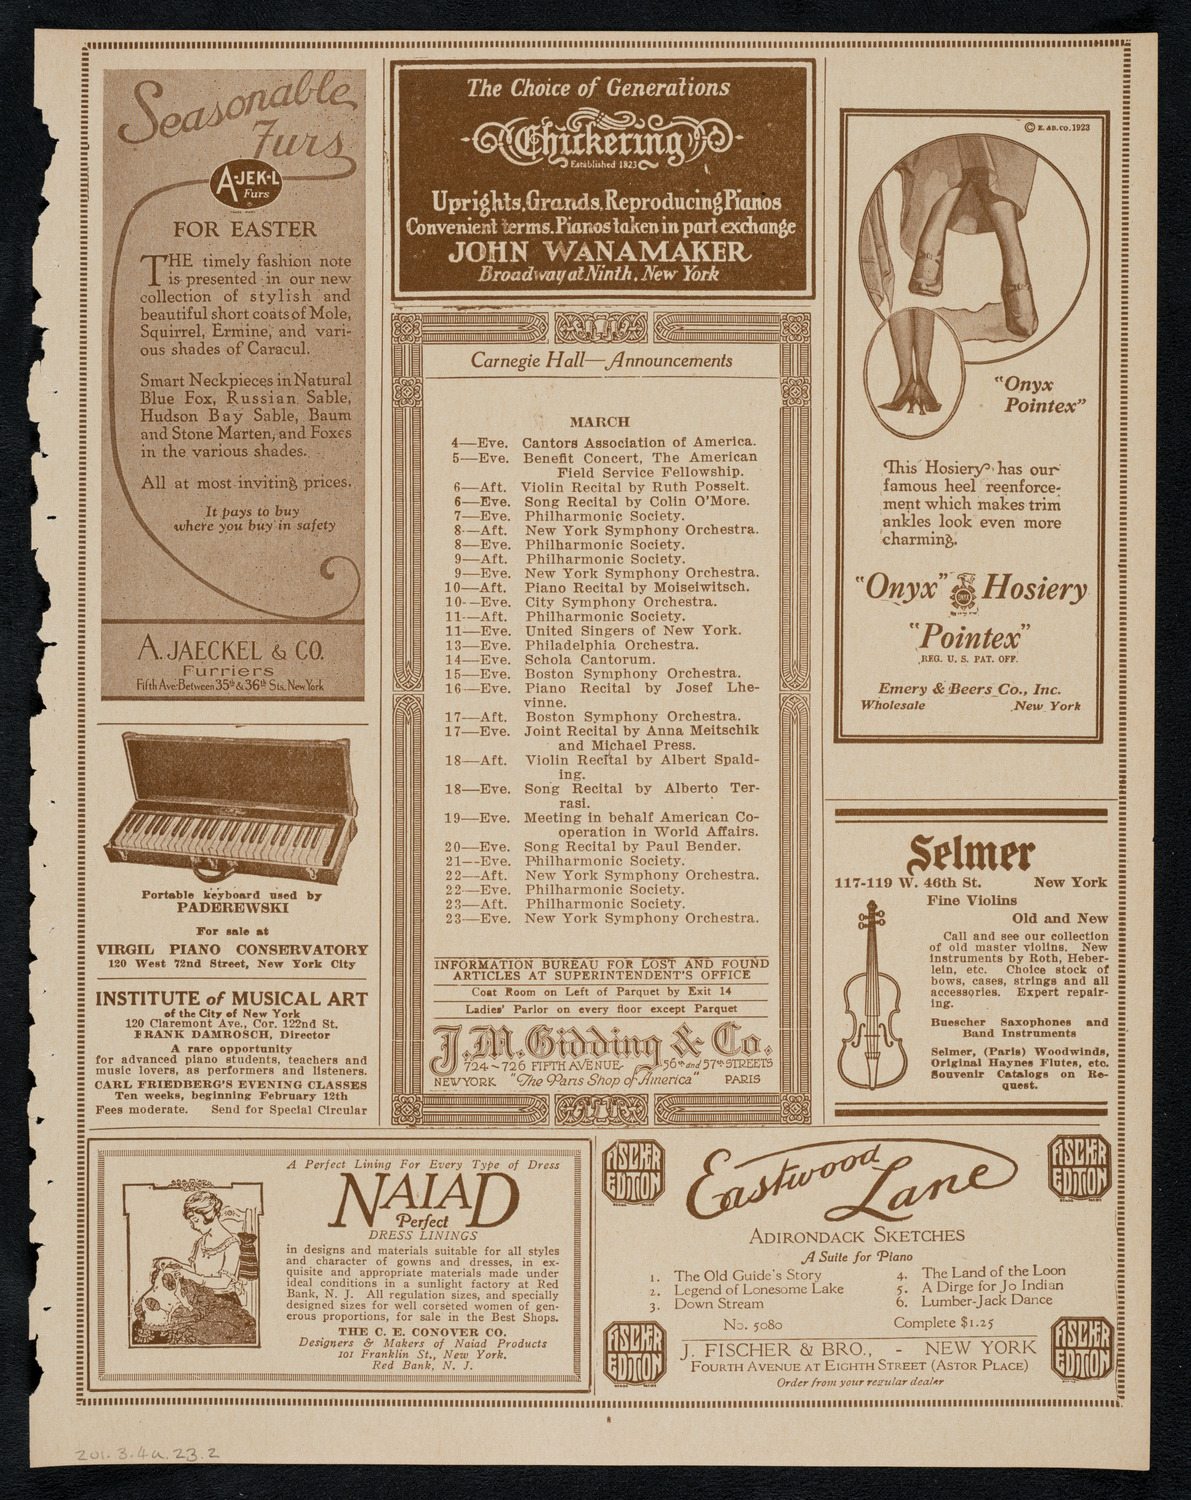 Seasonable
Furs
A·JEK·L
Furs
TRADE MARK
FOR EASTER
THE timely fashion note
is presented in our new
collection of stylish and
beautiful short coats of Mole,
Squirrel, Ermine, and vari-
ous shades of Caracul.
Smart Neckpieces in Natural
Blue Fox, Russian Sable,
Hudson Bay Sable, Baum
and Stone Marten, and Foxes
in the various shades.
All at most inviting prices.
It pays to buy
where you buy in safety
A. JAECKEL & CO.
Furriers
Fifth Ave. Between 35th & 36th Sts. New York
Portable keyboard used by
PADEREWSKI
For sale at
VIRGIL PIANO CONSERVATORY
120 West 72nd Street, New York City
INSTITUTE of MUSICAL ART
of the City of New York
120 Claremont Ave., Cor. 122nd St.
FRANK DAMROSCH, Director
A rare opportunity
for advanced piano students, teachers and
music lovers, as performers and listeners.
CARL FRIEDBERG'S EVENING CLASSES
Ten weeks, beginning February 12th
Fees moderate. Send for Special Circular
The Choice of Generations
Chickering
Established 1823
Uprights, Grands, Reproducing Pianos
Convenient terms. Pianos taken in part exchange
JOHN WANAMAKER
Broadway at Ninth, New York
Carnegie Hall—Announcements
MARCH
4—Eve. Cantors Association of America.
5—Eve. Benefit Concert, The American
Field Service Fellowship.
6—Aft. Violin Recital by Ruth Posselt.
6—Eve. Song Recital by Colin O'More.
7—Eve. Philharmonic Society.
8—Aft. New York Symphony Orchestra.
8—Eve. Philharmonic Society.
9—Aft. Philharmonic Society.
9—Eve. New York Symphony Orchestra.
10—Aft. Piano Recital by Moiseiwitsch.
10—Eve. City Symphony Orchestra.
11—Aft. Philharmonic Society.
11—Eve. United Singers of New York.
13—Eve. Philadelphia Orchestra.
14—Eve. Schola Cantorum.
15—Eve. Boston Symphony Orchestra.
16—Eve. Piano Recital by Josef Lhe-
vinne.
17—Aft. Boston Symphony Orchestra.
17—Eve. Joint Recital by Anna Meitschik
and Michael Press.
18—Aft. Violin Recital by Albert Spald-
ing.
18—Eve. Song Recital by Alberto Ter-
rasi.
19—Eve. Meeting in behalf American Co-
operation in World Affairs.
20—Eve. Song Recital by Paul Bender.
21—Eve. Philharmonic Society.
22—Aft. New York Symphony Orchestra.
22—Eve. Philharmonic Society.
23—Aft. Philharmonic Society.
23—Eve. New York Symphony Orchestra.
INFORMATION BUREAU FOR LOST AND FOUND
ARTICLES AT SUPERINTENDENT'S OFFICE
Coat Room on Left of Parquet by Exit 14
Ladies' Parlor on every floor except Parquet
J. M. Gidding & Co.
724~726 FIFTH AVENUE- 56th and 57th STREETS
NEW YORK "The Paris Shop of America" PARIS
© E. AD. CO. 1923
"Onyx
Pointex"
This Hosiery has our
famous heel reenforce-
ment which makes trim
ankles look even more
charming.
"Onyx" Hosiery
"Pointex"
REG. U. S. PAT. OFF.
Emery & Beers Co., Inc.
Wholesale New York
Selmer
117-119 W. 46th St. New York
Fine Violins
Old and New
Call and see our collection
of old master violins. New
instruments by Roth, Heber-
lein, etc. Choice stock of
bows, cases, strings and all
accessories. Expert repair-
ing.
Buescher Saxophones and
Band Instruments
Selmer, (Paris) Woodwinds,
Original Haynes Flutes, etc.
Souvenir Catalogs on Re-
quest.
A Perfect Lining For Every Type of Dress
NAIAD
Perfect
DRESS LININGS
in designs and materials suitable for all styles
and character of gowns and dresses, in ex-
quisite and appropriate materials made under
ideal conditions in a sunlight factory at Red
Bank, N. J. All regulation sizes, and specially
designed sizes for well corseted women of gen-
erous proportions, for sale in the Best Shops.
THE C. E. CONOVER CO.
Designers & Makers of Naiad Products
101 Franklin St., New York.
Red Bank, N. J.
FISCHER EDITION
FISCHER EDITION
Eastwood
Lane
ADIRONDACK SKETCHES
A Suite for Piano
1. The Old Guide's Story
2. Legend of Lonesome Lake
3. Down Stream
4. The Land of the Loon
5. A Dirge for Jo Indian
6. Lumber-Jack Dance
No. 5080 Complete $1.25
FISCHER EDITION
FISCHER EDITION
J. FISCHER & BRO., - NEW YORK
FOURTH AVENUE AT EIGHTH STREET (ASTOR PLACE)
Order from your regular dealer
201.3.4a.23.2